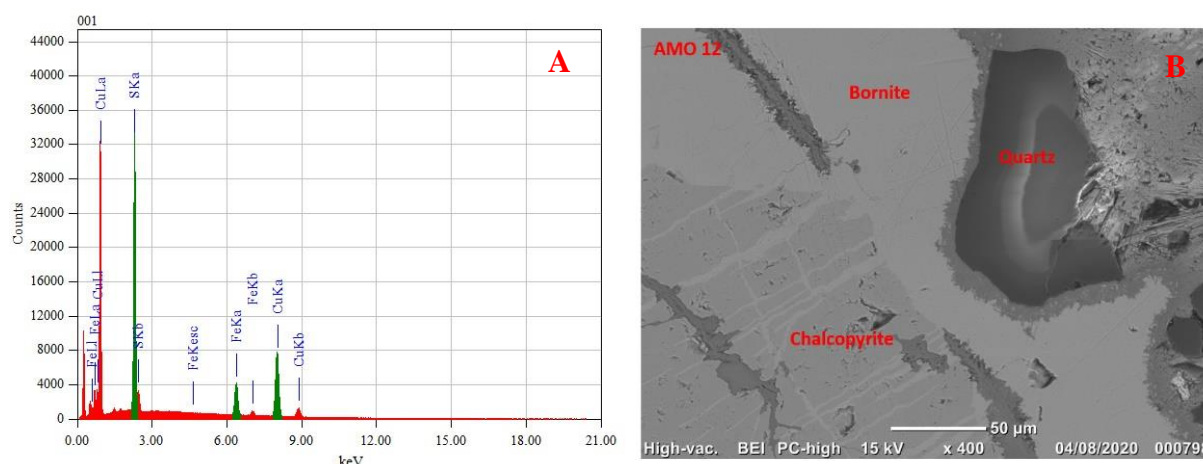 001
A
44000
40000
36000
32000
28000
24000
20000
16000
12000
8000
4000
0
Counts
CuLa
SKa
FeLl
FeLa
CuLl
SKb
FeKesc
FeKa
FeKb
CuKa
CuKb
0.00 3.00 6.00 9.00 12.00 15.00 18.00 21.00
keV
AMO 12
B
Bornite
Quartz
Chalcopyrite
50 µm
High-vac. BEI PC-high 15 kV x 400 04/08/2020 000079